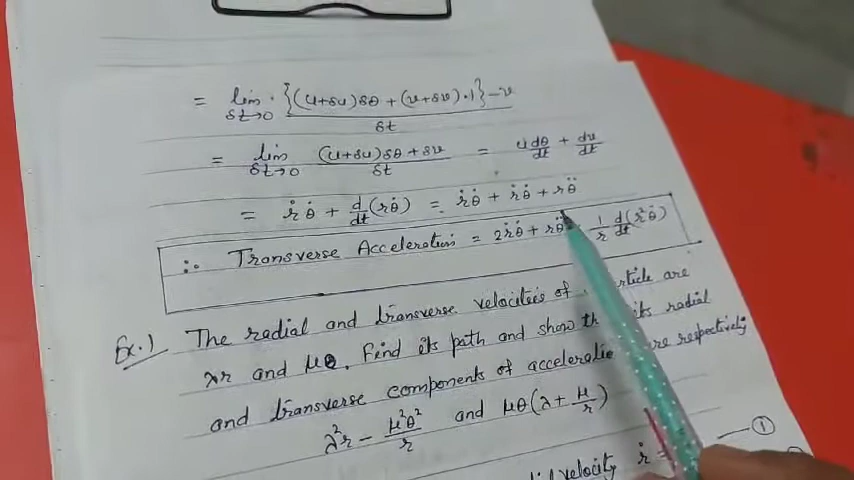 = lim δt→0 {(u+δu)δθ + (v+δv)·1} − v / δt
= lim δt→0 (u+δu)δθ + δv / δt = u dθ/dt + dv/dt
= ṙθ̇ + d/dt (rθ̇) = ṙθ̇ + ṙθ̇ + rθ̈
∴ Transverse Acceleration = 2ṙθ̇ + rθ̈ 1/r d/dt (r²θ̇)
Ex.1 The radial and transverse velocities of particle are
λr and μθ. Find its path and show its radial
and transverse components of acceleration are respectively
λ²r − μ²θ²/r and μθ(λ + μ/r)
velocity ṙ = —①